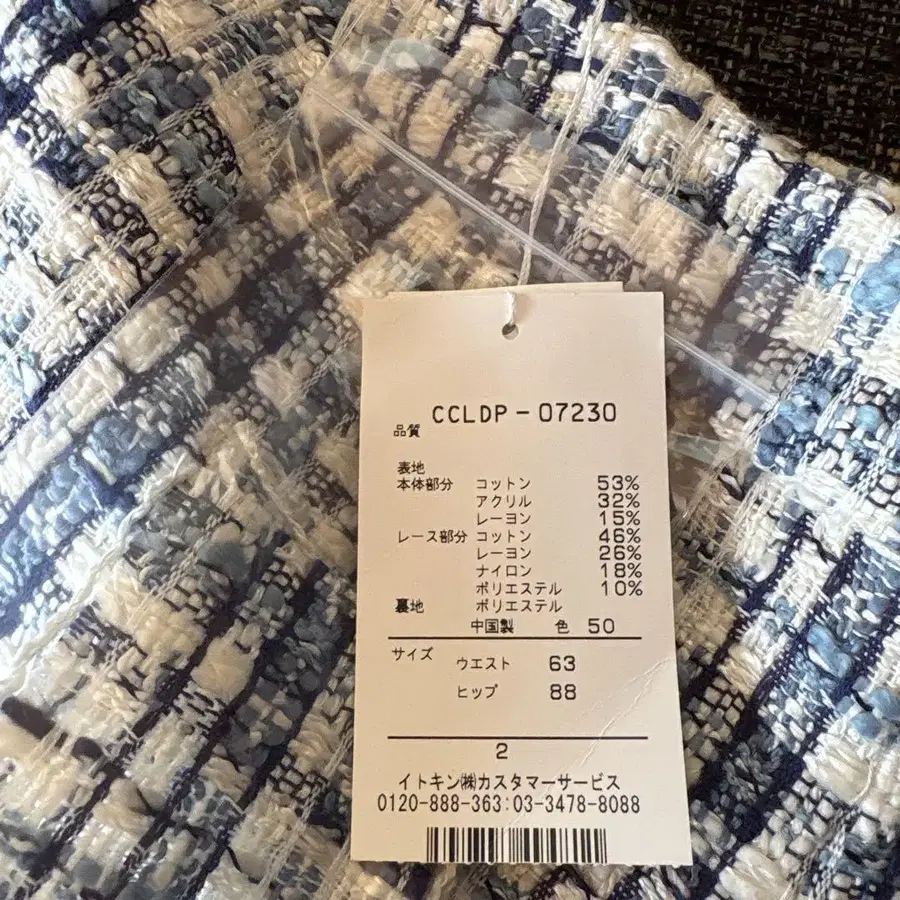 CCLDP-07230
品質
表地
本体部分 コットン 53%
アクリル 32%
レーヨン 15%
レース部分 コットン 46%
レーヨン 26%
ナイロン 18%
ポリエステル 10%
裏地 ポリエステル
中国製 色 50
サイズ ウエスト 63
ヒップ 88
2
イトキン㈱カスタマーサービス
0120-888-363:03-3478-8088